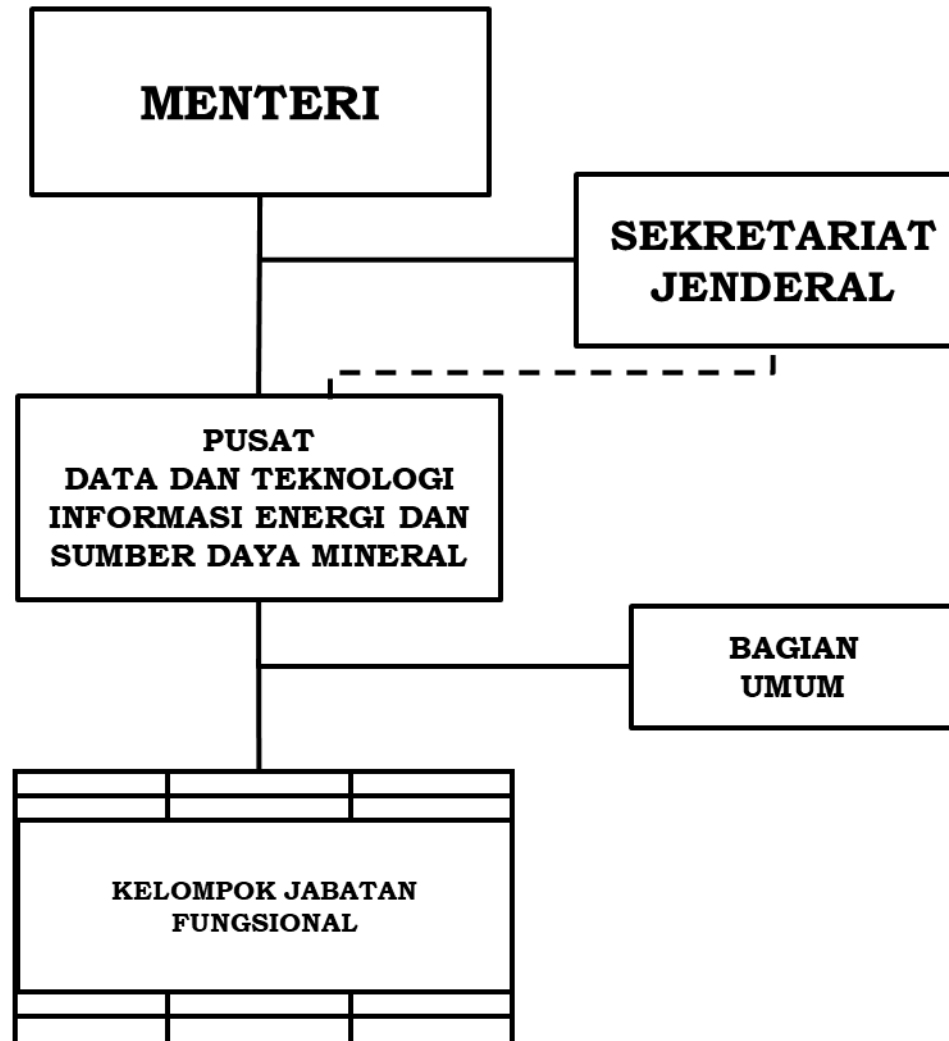 MENTERI
SEKRETARIAT
JENDERAL
PUSAT
DATA DAN TEKNOLOGI
INFORMASI ENERGI DAN
SUMBER DAYA MINERAL
BAGIAN
UMUM
KELOMPOK JABATAN
FUNGSIONAL